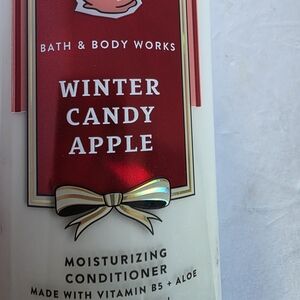 BATH & BODY WORKS
WINTER
CANDY
APPLE
MOISTURIZING
CONDITIONER
MADE WITH VITAMIN B5 + ALOE